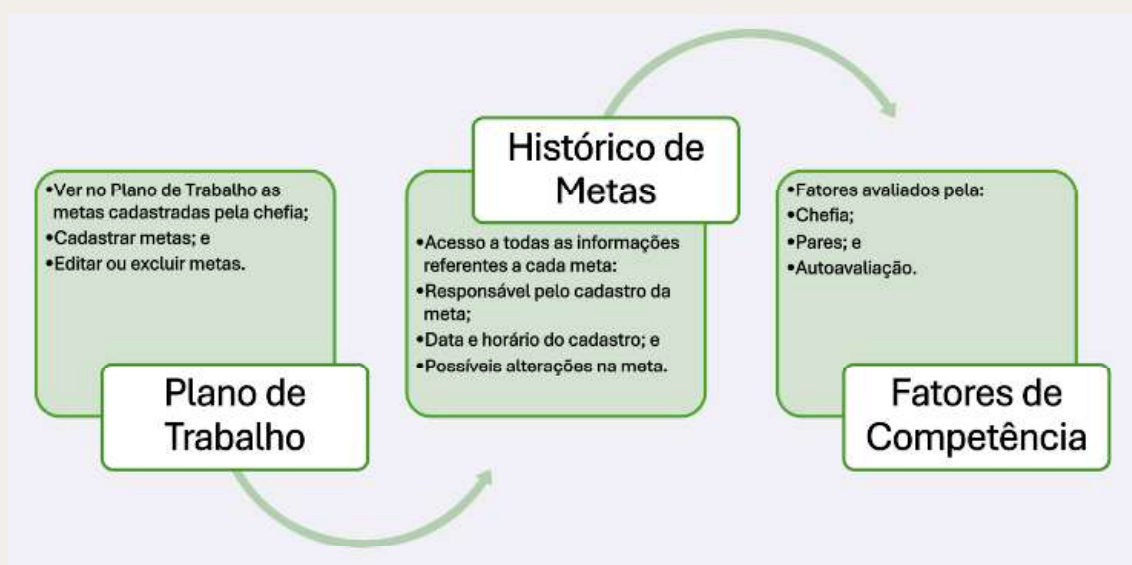 •Ver no Plano de Trabalho as
metas cadastradas pela chefia;
•Cadastrar metas; e
•Editar ou excluir metas.
Plano de
Trabalho
Histórico de
Metas
•Acesso a todas as informações
referentes a cada meta:
•Responsável pelo cadastro da
meta;
•Data e horário do cadastro; e
•Possíveis alterações na meta.
•Fatores avaliados pela:
•Chefia;
•Pares; e
•Autoavaliação.
Fatores de
Competência